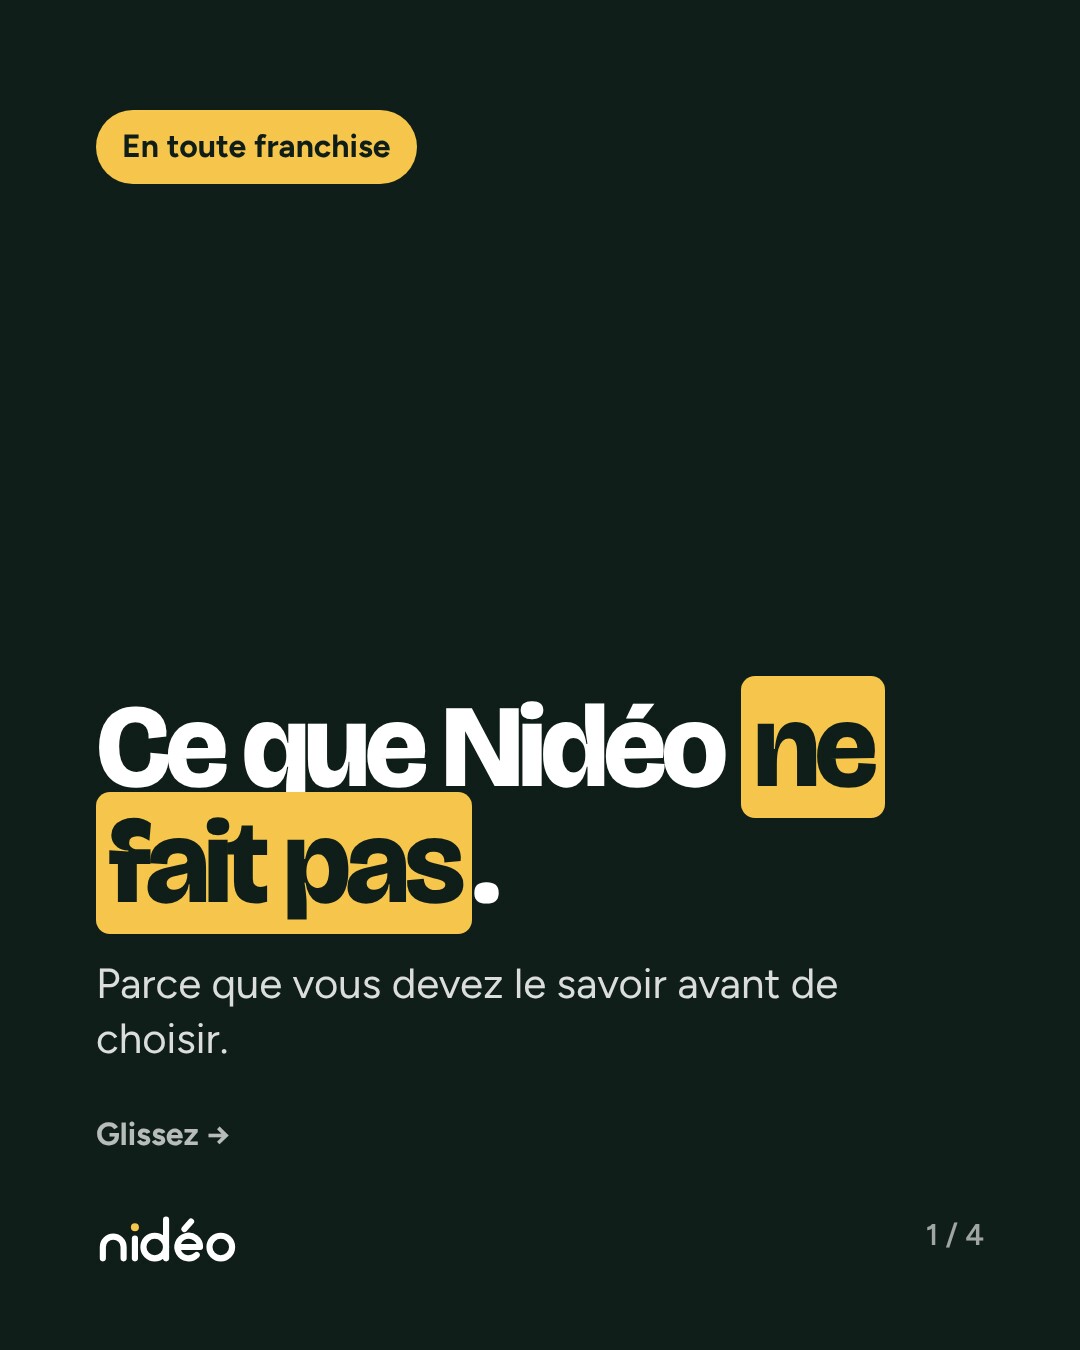 En toute franchise
Ce que Nidéo ne
fait pas.
Parce que vous devez le savoir avant de
choisir.
Glissez →
nidéo
1 / 4